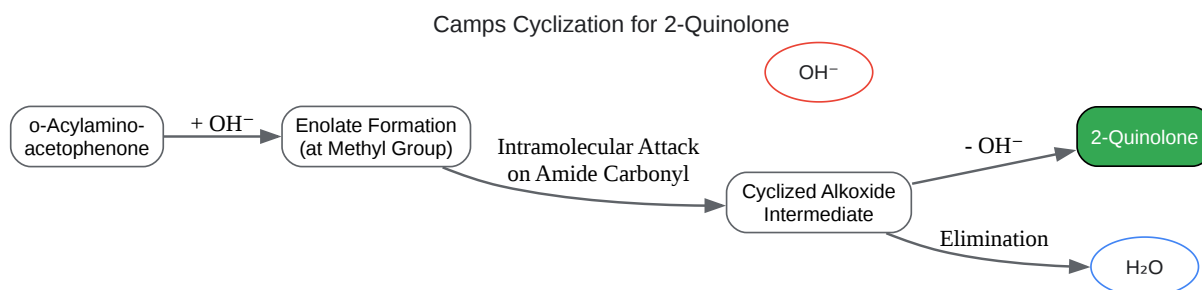 Camps Cyclization for 2-Quinolone
OH⁻
o-Acylamino-
acetophenone
+ OH⁻
Enolate Formation
(at Methyl Group)
Intramolecular Attack
on Amide Carbonyl
Cyclized Alkoxide
Intermediate
- OH⁻
2-Quinolone
Elimination
H₂O